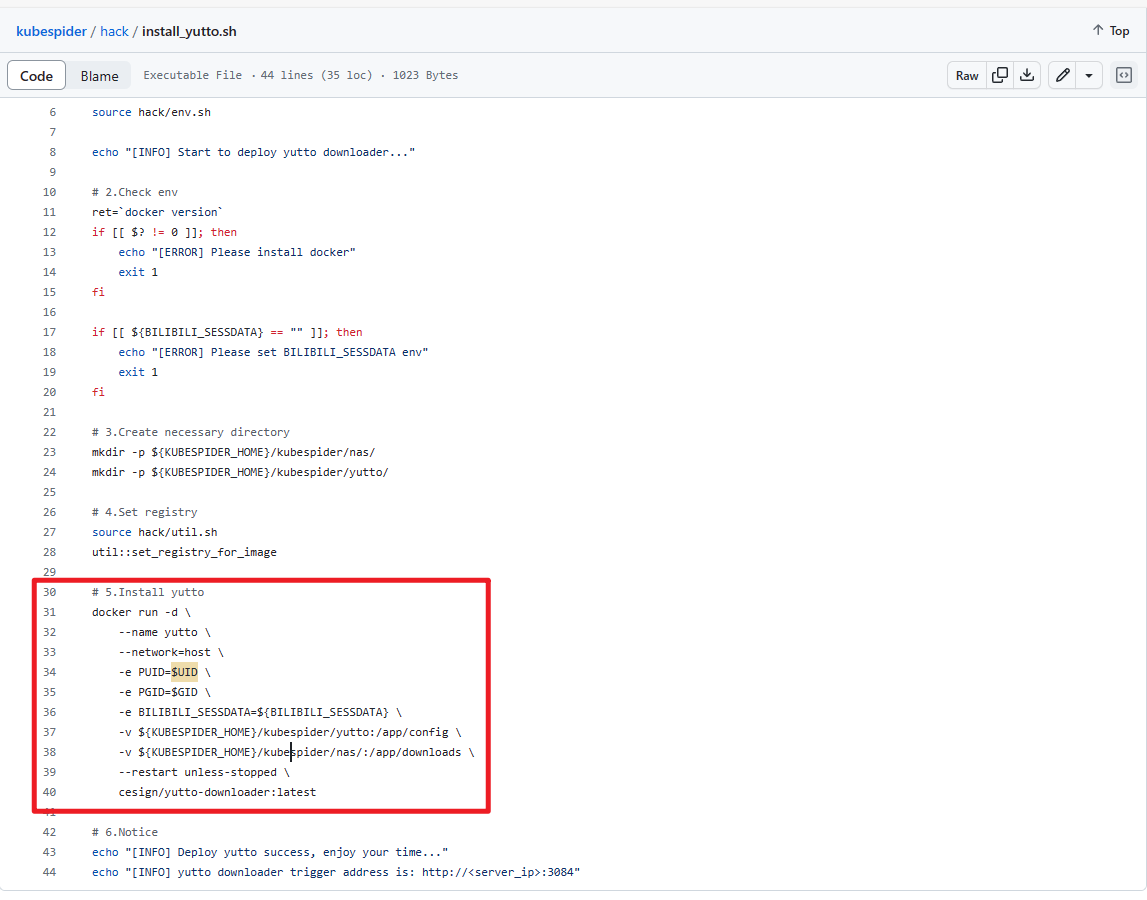 kubespider / hack / install_yutto.sh
Top
Code Blame Executable File · 44 lines (35 loc) · 1023 Bytes
Raw
6 source hack/env.sh
7
8 echo "[INFO] Start to deploy yutto downloader..."
9
10 # 2.Check env
11 ret=`docker version`
12 if [[ $? != 0 ]]; then
13 echo "[ERROR] Please install docker"
14 exit 1
15 fi
16
17 if [[ ${BILIBILI_SESSDATA} == "" ]]; then
18 echo "[ERROR] Please set BILIBILI_SESSDATA env"
19 exit 1
20 fi
21
22 # 3.Create necessary directory
23 mkdir -p ${KUBESPIDER_HOME}/kubespider/nas/
24 mkdir -p ${KUBESPIDER_HOME}/kubespider/yutto/
25
26 # 4.Set registry
27 source hack/util.sh
28 util::set_registry_for_image
29
30 # 5.Install yutto
31 docker run -d \
32 --name yutto \
33 --network=host \
34 -e PUID=$UID \
35 -e PGID=$GID \
36 -e BILIBILI_SESSDATA=${BILIBILI_SESSDATA} \
37 -v ${KUBESPIDER_HOME}/kubespider/yutto:/app/config \
38 -v ${KUBESPIDER_HOME}/kubespider/nas/:/app/downloads \
39 --restart unless-stopped \
40 cesign/yutto-downloader:latest
41
42 # 6.Notice
43 echo "[INFO] Deploy yutto success, enjoy your time..."
44 echo "[INFO] yutto downloader trigger address is: http://<server_ip>:3084"